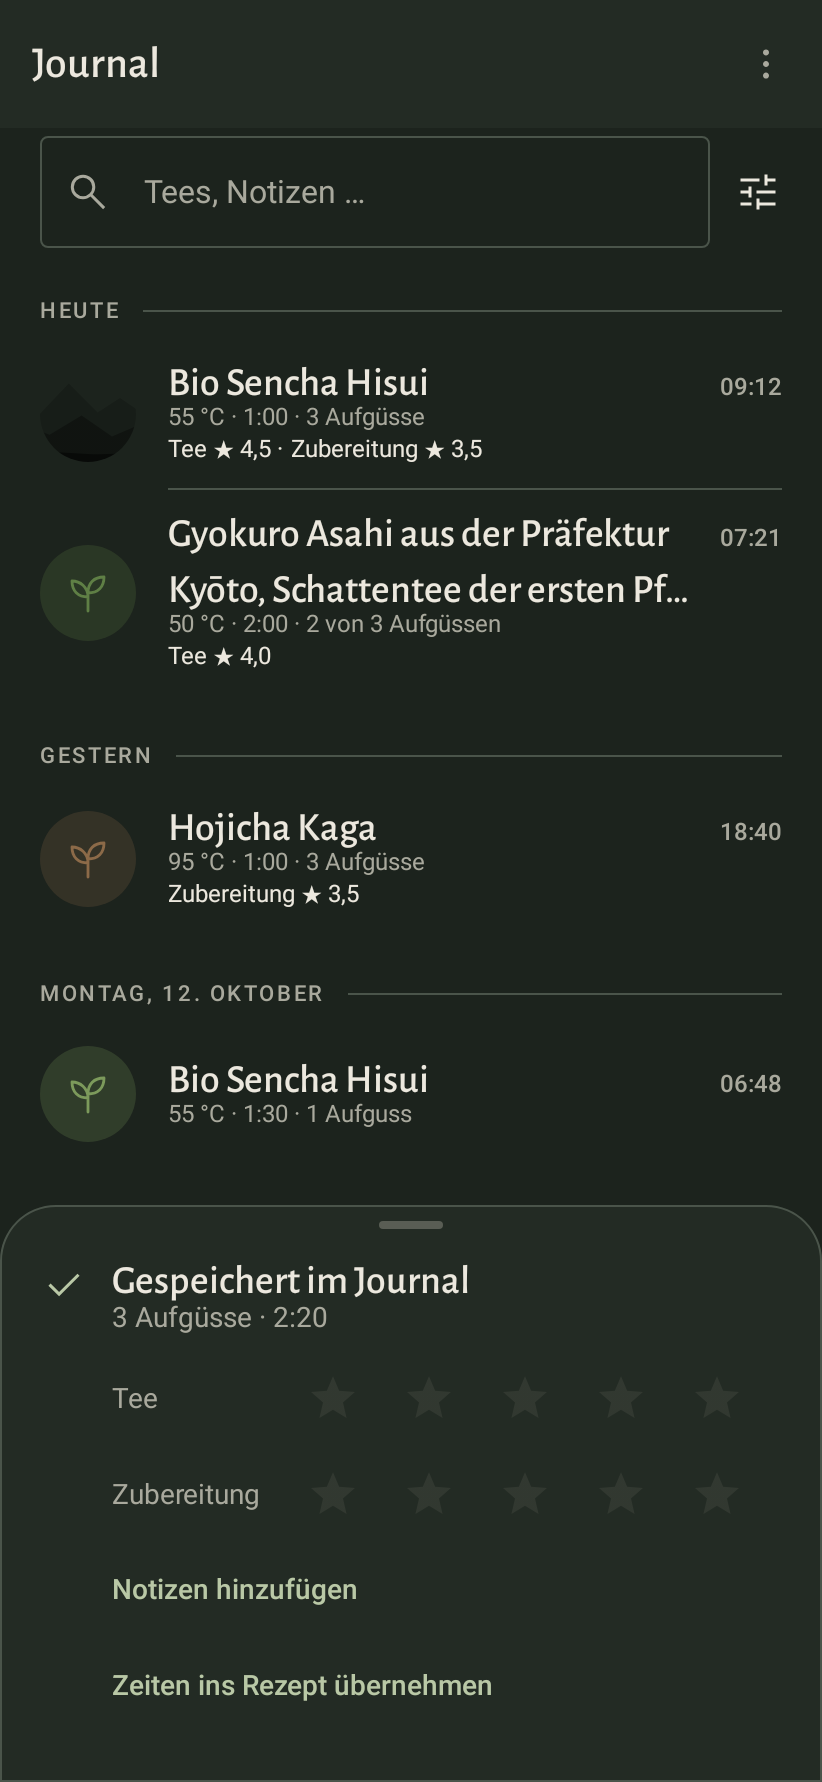 Journal
Tees, Notizen …
HEUTE
Bio Sencha Hisui
09:12
55 °C · 1:00 · 3 Aufgüsse
Tee ★ 4,5 · Zubereitung ★ 3,5
Gyokuro Asahi aus der Präfektur
07:21
Kyōto, Schattentee der ersten Pf…
50 °C · 2:00 · 2 von 3 Aufgüssen
Tee ★ 4,0
GESTERN
Hojicha Kaga
18:40
95 °C · 1:00 · 3 Aufgüsse
Zubereitung ★ 3,5
MONTAG, 12. OKTOBER
Bio Sencha Hisui
06:48
55 °C · 1:30 · 1 Aufguss
Gespeichert im Journal
3 Aufgüsse · 2:20
Tee
Zubereitung
Notizen hinzufügen
Zeiten ins Rezept übernehmen